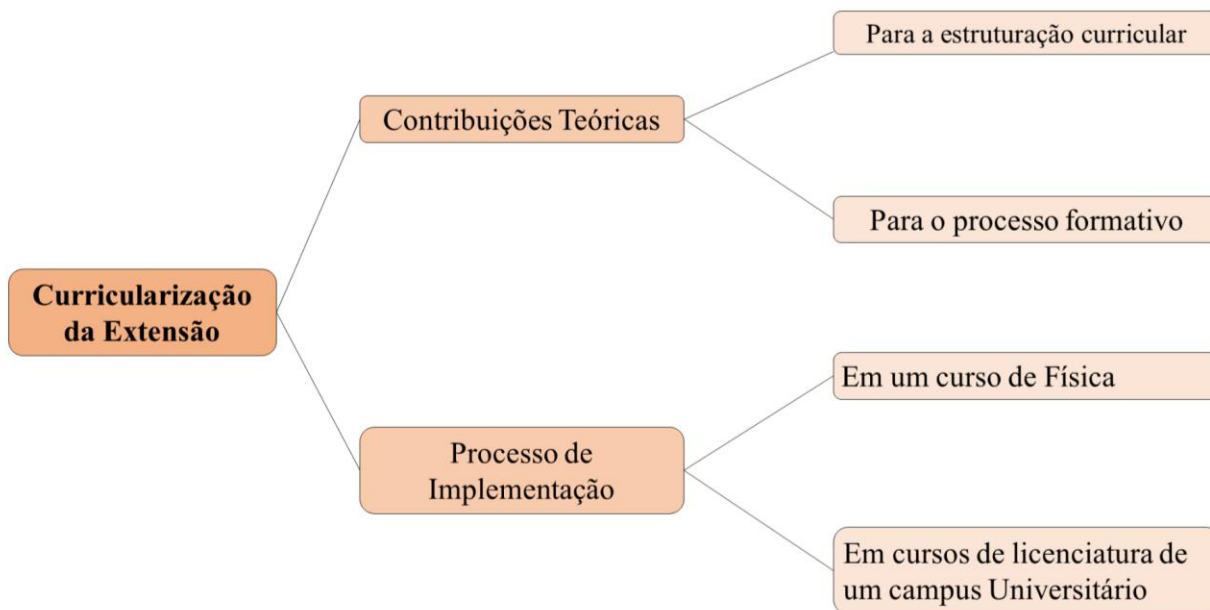 Para a estruturação curricular
Contribuições Teóricas
Para o processo formativo
Curricularização
da Extensão
Em um curso de Física
Processo de
Implementação
Em cursos de licenciatura de
um campus Universitário